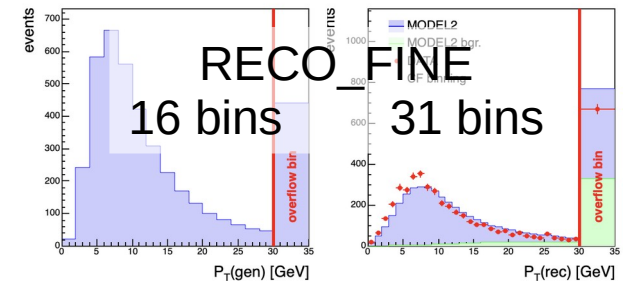 events
700
600
500
400
300
200
100
0
0 5 10 15 20 25 30 35
P_T(gen) [GeV]
overflow bin
events
1000
800
600
400
200
0
0 5 10 15 20 25 30 35
P_T(rec) [GeV]
overflow bin
MODEL2
MODEL2 bgr.
RECO_FINE
16 bins
31 bins